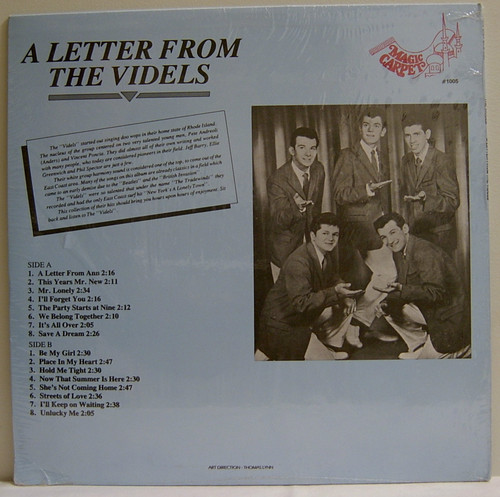 A LETTER FROM
THE VIDELS
MAGIC
CARPET
#1005
The "Videls" started out singing doo wops in their home state of Rhode Island.
The nucleus of the group centered on two very talented young men, Pete Andreoli
(Anders) and Vincent Poncia. They did almost all of their own writing and worked
with many people, who today are considered pioneers in their field. Jeff Barry, Ellie
Greenwich and Phil Spector are just a few.
Their white group harmony sound is considered one of the top, to come out of the
East Coast area. Many of the songs on this album are already classics in a field which
came to an early demise due to the "Beatles" and the "British Invasion".
The "Videls" were so talented that under the name "The Tradewinds" they
recorded and had the only East Coast surf hit "New York's A Lonely Town".
This collection of their hits should bring you hours upon hours of enjoyment. Sit
back and listen to The "Videls".
SIDE A
1. A Letter From Ann 2:16
2. This Years Mr. New 2:11
3. Mr. Lonely 2:34
4. I'll Forget You 2:16
5. The Party Starts at Nine 2:12
6. We Belong Together 2:10
7. It's All Over 2:05
8. Save A Dream 2:26
SIDE B
1. Be My Girl 2:30
2. Place In My Heart 2:47
3. Hold Me Tight 2:30
4. Now That Summer Is Here 2:30
5. She's Not Coming Home 2:47
6. Streets of Love 2:36
7. I'll Keep on Waiting 2:38
8. Unlucky Me 2:05
ART DIRECTION - THOMAS LYNN